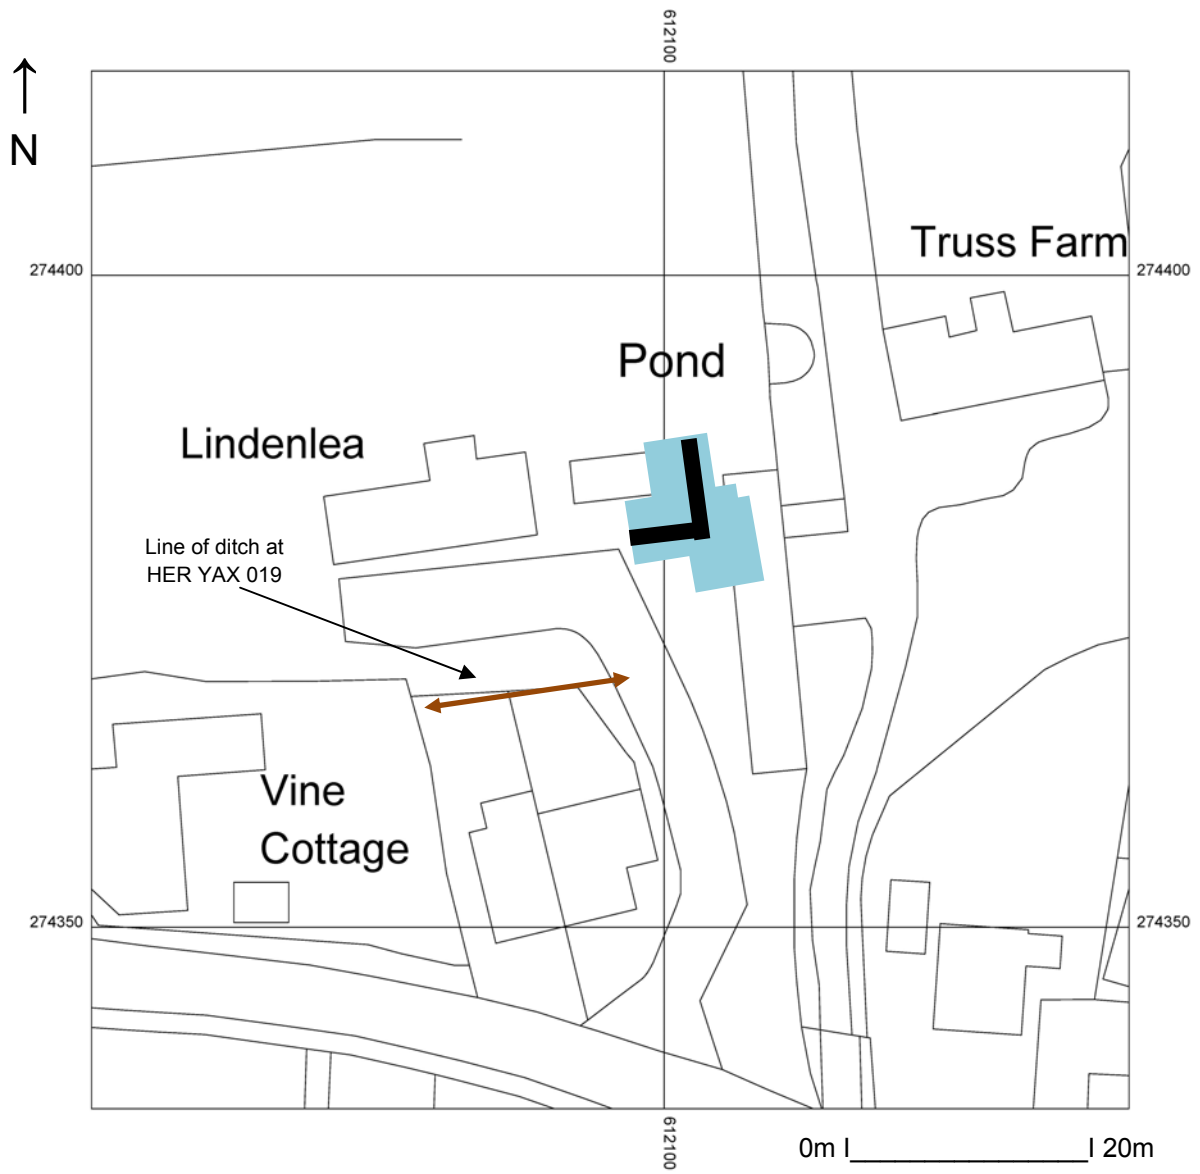 612100
N
Truss Farm
274400
274400
Pond
Lindenlea
Line of ditch at
HER YAX 019
Vine
Cottage
274350
274350
612100
0m I____________________I 20m